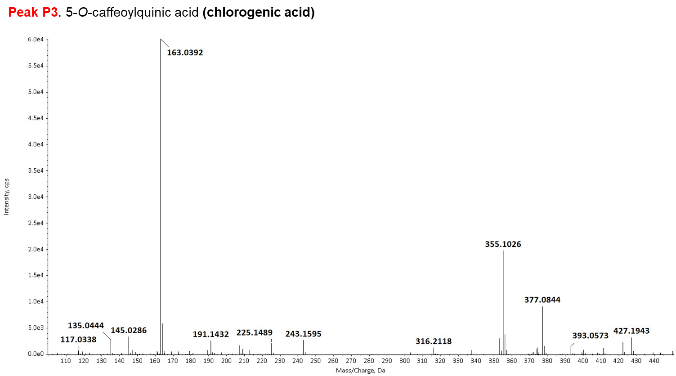 Peak P3. 5-O-caffeoylquinic acid (chlorogenic acid)
6.0e4
163.0392
5.5e4
5.0e4
4.5e4
4.0e4
3.5e4
Intensity, cps
3.0e4
2.5e4
2.0e4
355.1026
1.5e4
1.0e4
377.0844
135.0444
5.0e3
145.0286
191.1432
225.1489
243.1595
393.0573
427.1943
117.0338
316.2118
0.0e0
110 120 130 140 150 160 170 180 190 200 210 220 230 240 250 260 270 280 290 300 310 320 330 340 350 360 370 380 390 400 410 420 430 440
Mass/Charge, Da